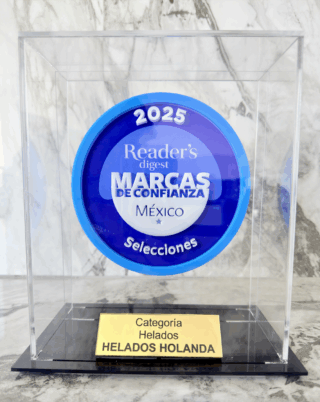 2025
Reader's
digest
MARCAS
DE CONFIANZA
MÉXICO
Selecciones
Categoria
Helados
HELADOS HOLANDA